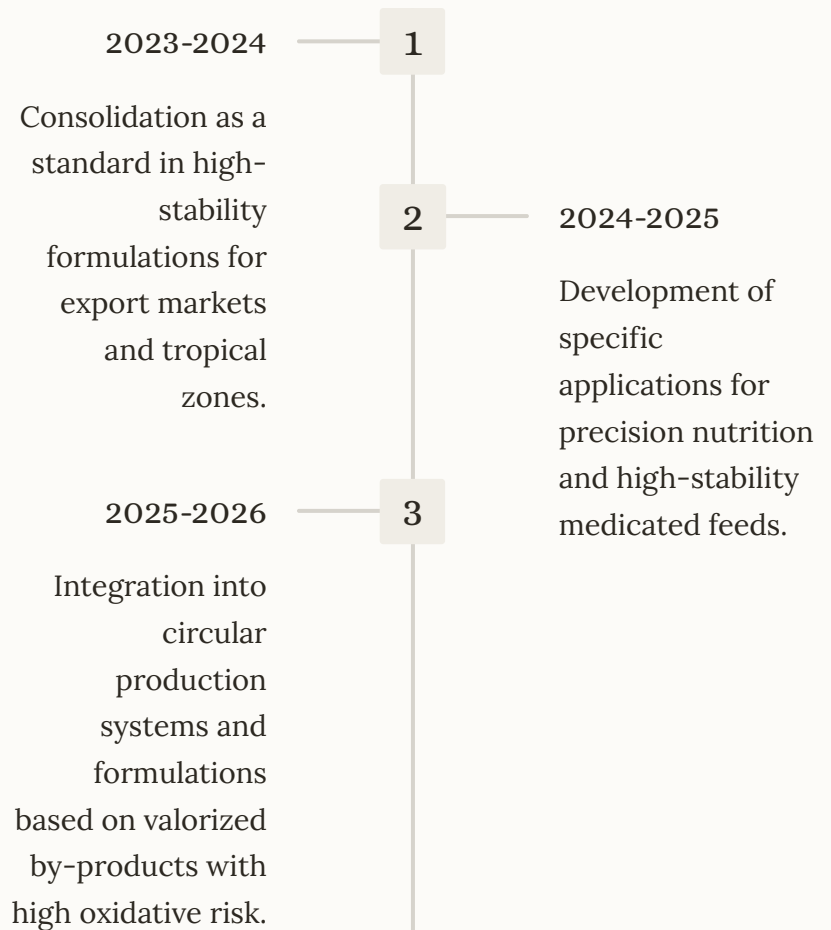 2023-2024
1
Consolidation as a
standard in high-
stability
formulations for
export markets
and tropical
zones.
2
2024-2025
Development of
specific
applications for
precision nutrition
and high-stability
medicated feeds.
2025-2026
3
Integration into
circular
production
systems and
formulations
based on valorized
by-products with
high oxidative risk.